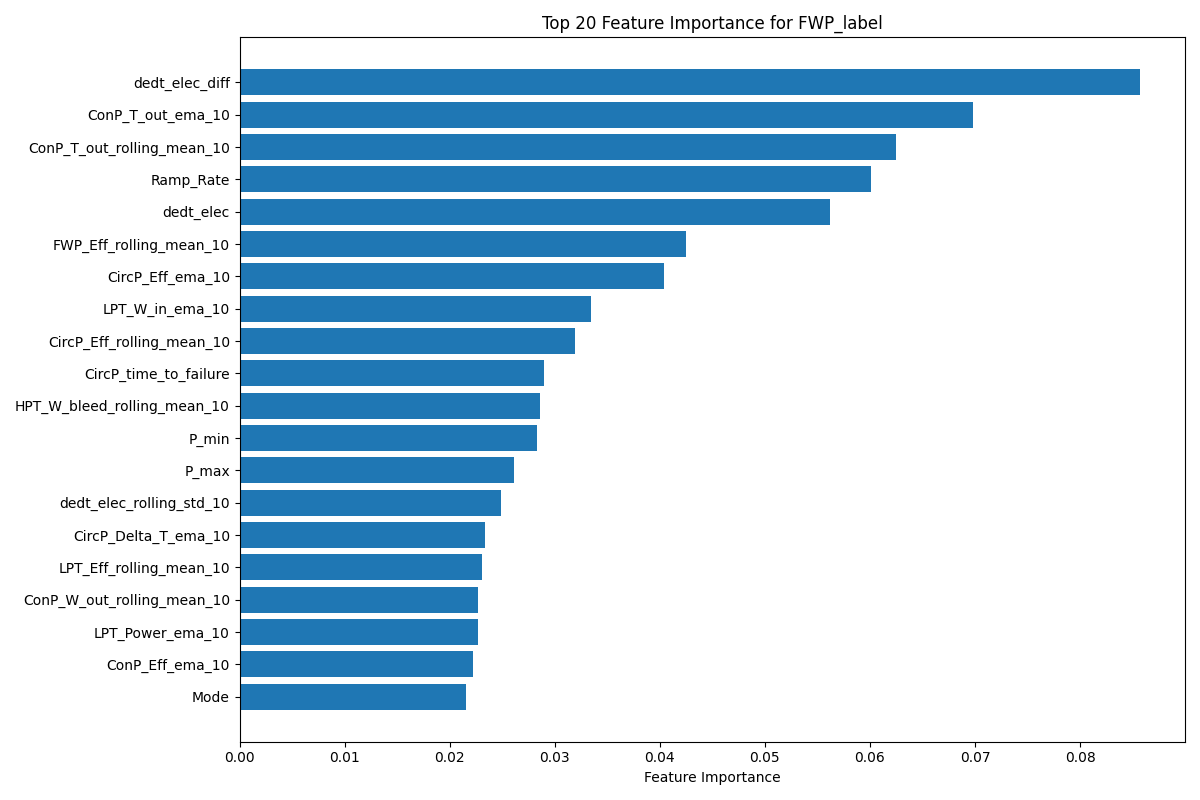 Top 20 Feature Importance for FWP_label
dedt_elec_diff
ConP_T_out_ema_10
ConP_T_out_rolling_mean_10
Ramp_Rate
dedt_elec
FWP_Eff_rolling_mean_10
CircP_Eff_ema_10
LPT_W_in_ema_10
CircP_Eff_rolling_mean_10
CircP_time_to_failure
HPT_W_bleed_rolling_mean_10
P_min
P_max
dedt_elec_rolling_std_10
CircP_Delta_T_ema_10
LPT_Eff_rolling_mean_10
ConP_W_out_rolling_mean_10
LPT_Power_ema_10
ConP_Eff_ema_10
Mode
0.00 0.01 0.02 0.03 0.04 0.05 0.06 0.07 0.08
Feature Importance